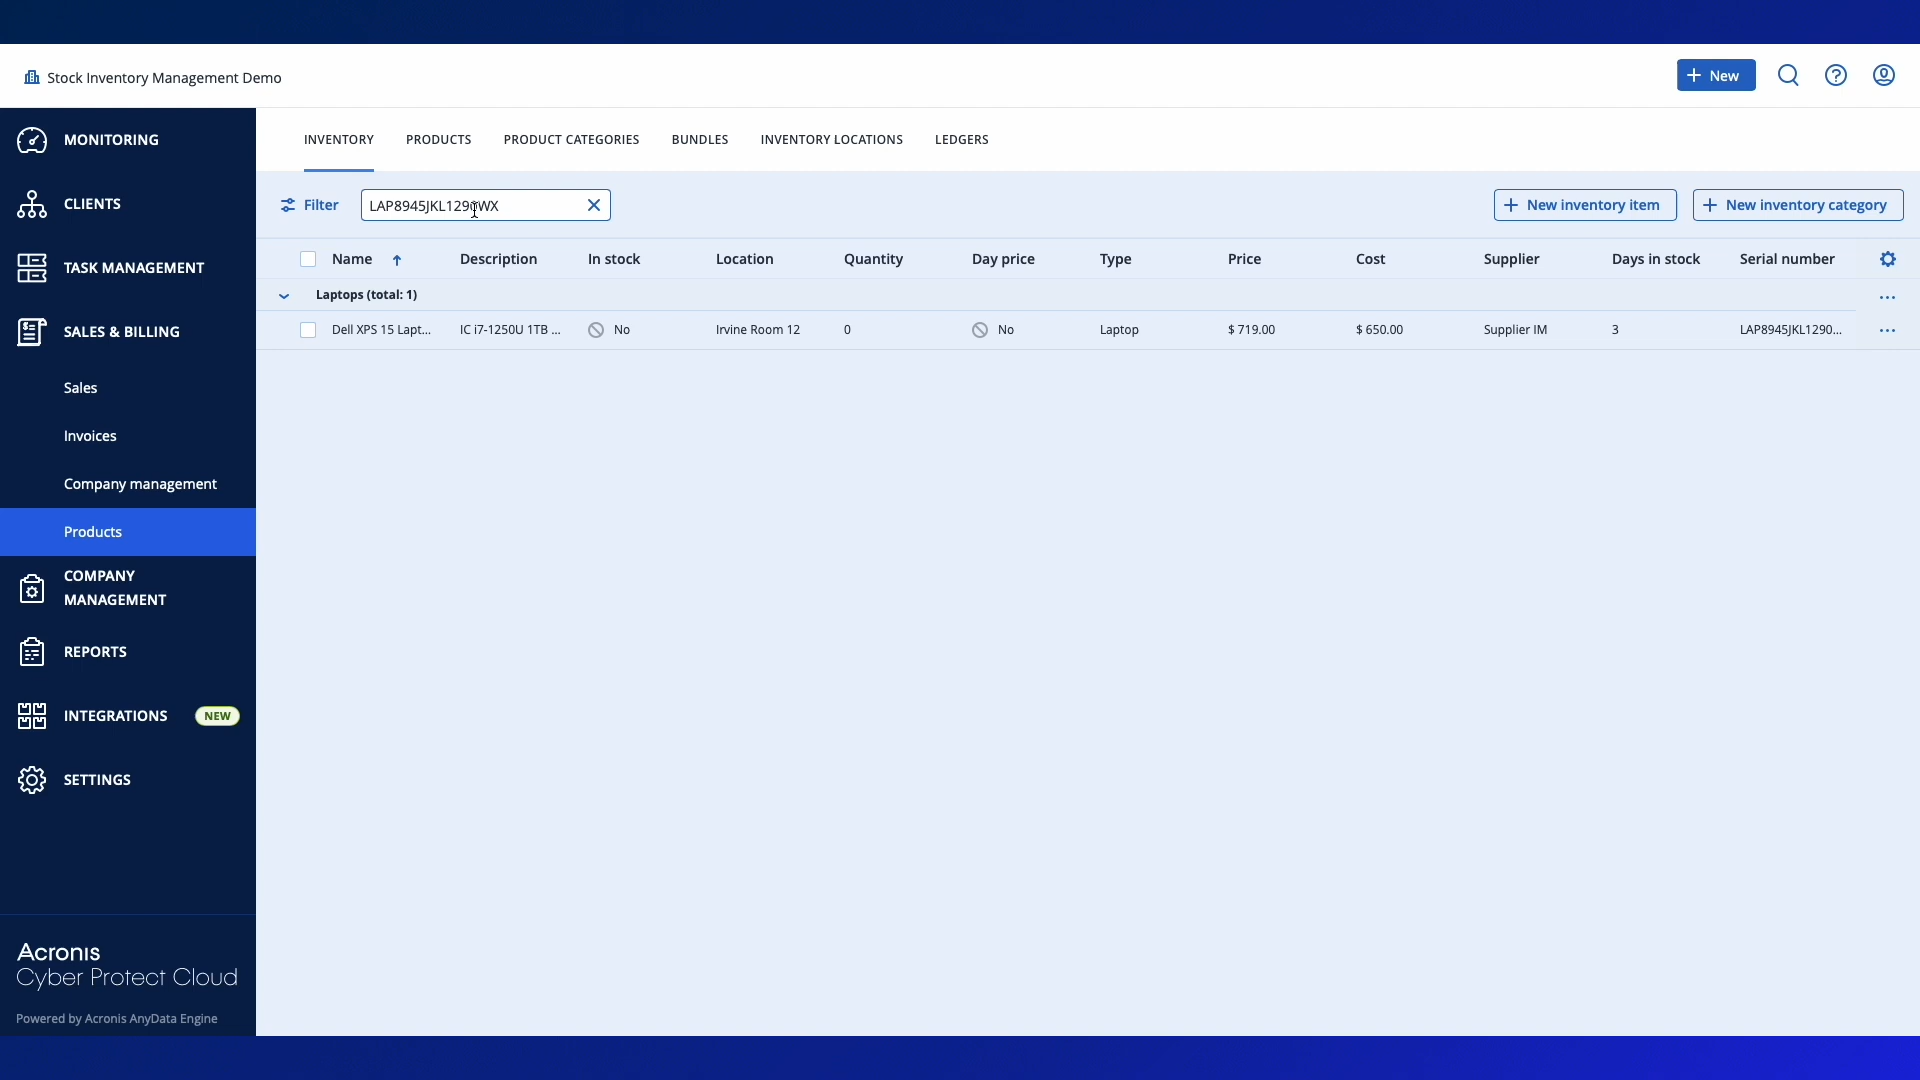 Stock Inventory Management Demo
New
MONITORING
CLIENTS
TASK MANAGEMENT
SALES & BILLING
Sales
Invoices
Company management
Products
COMPANY
MANAGEMENT
REPORTS
INTEGRATIONS NEW
SETTINGS
Acronis
Cyber Protect Cloud
Powered by Acronis AnyData Engine
INVENTORY PRODUCTS PRODUCT CATEGORIES BUNDLES INVENTORY LOCATIONS LEDGERS
Filter LAP8945JKL1290WX New inventory item New inventory category
Name Description In stock Location Quantity Day price Type Price Cost Supplier Days in stock Serial number
Laptops (total: 1)
Dell XPS 15 Lapt... IC i7-1250U 1TB ... No Irvine Room 12 0 No Laptop $ 719.00 $ 650.00 Supplier IM 3 LAP8945JKL1290...